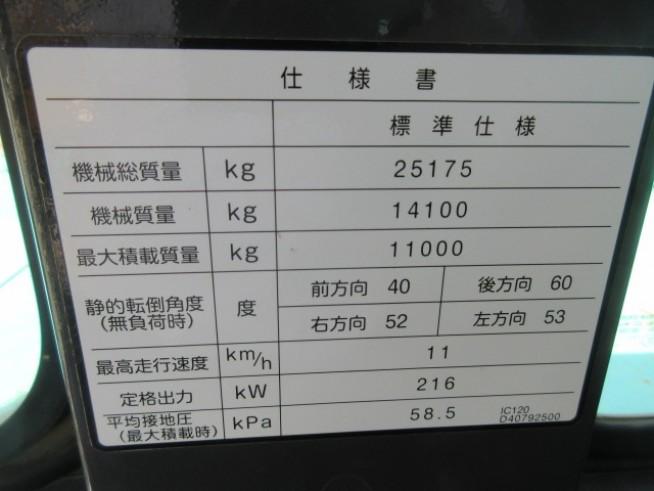 仕様書
標準仕様
機械総質量 kg 25175
機械質量 kg 14100
最大積載質量 kg 11000
静的転倒角度 (無負荷時) 度 前方向 40 後方向 60
右方向 52 左方向 53
最高走行速度 km/h 11
定格出力 kW 216
平均接地圧 (最大積載時) kPa 58.5
IC120
D40792500